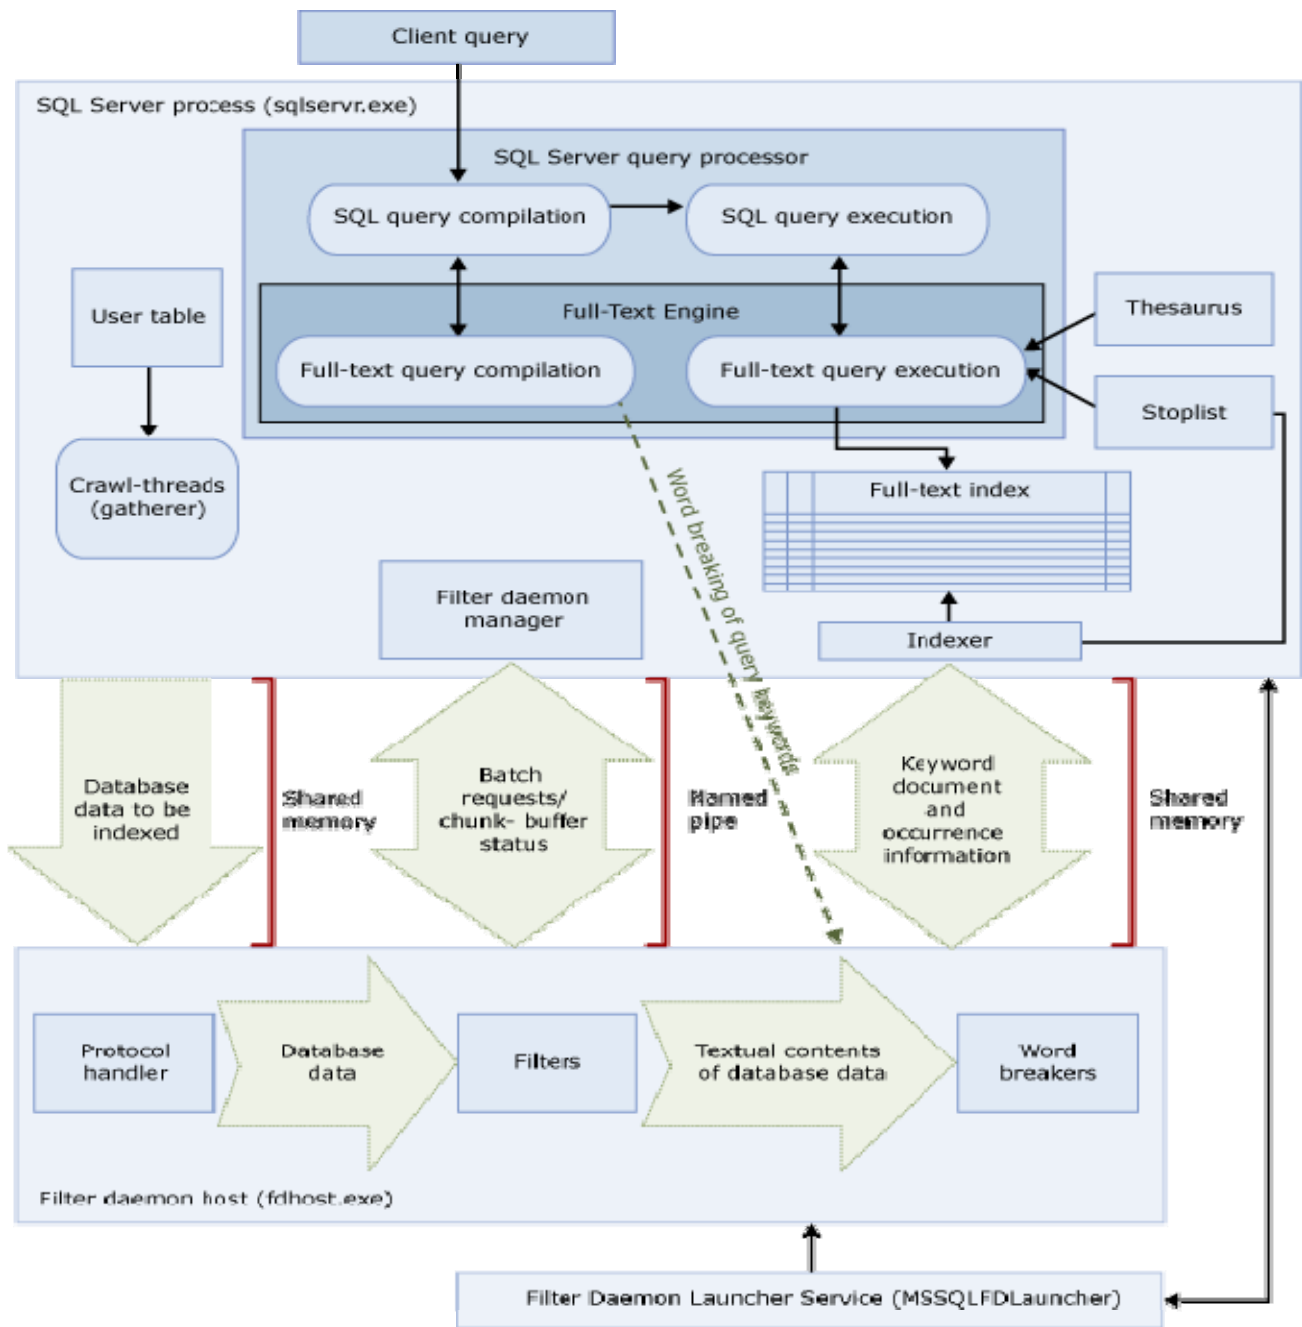 Client query
SQL Server process (sqlservr.exe)
SQL Server query processor
SQL query compilation
SQL query execution
User table
Full-Text Engine
Thesaurus
Full-text query compilation
Full-text query execution
Stoplist
Crawl-threads
(gatherer)
Full-text index
Word breaking of query keywords
Filter daemon
manager
Indexer
Database
data to be
indexed
Shared
memory
Batch
requests/
chunk- buffer
status
Named
pipe
Keyword
document
and
occurrence
information
Shared
memory
Protocol
handler
Database
data
Filters
Textual contents
of database data
Word
breakers
Filter daemon host (fdhost.exe)
Filter Daemon Launcher Service (MSSQLFDLauncher)